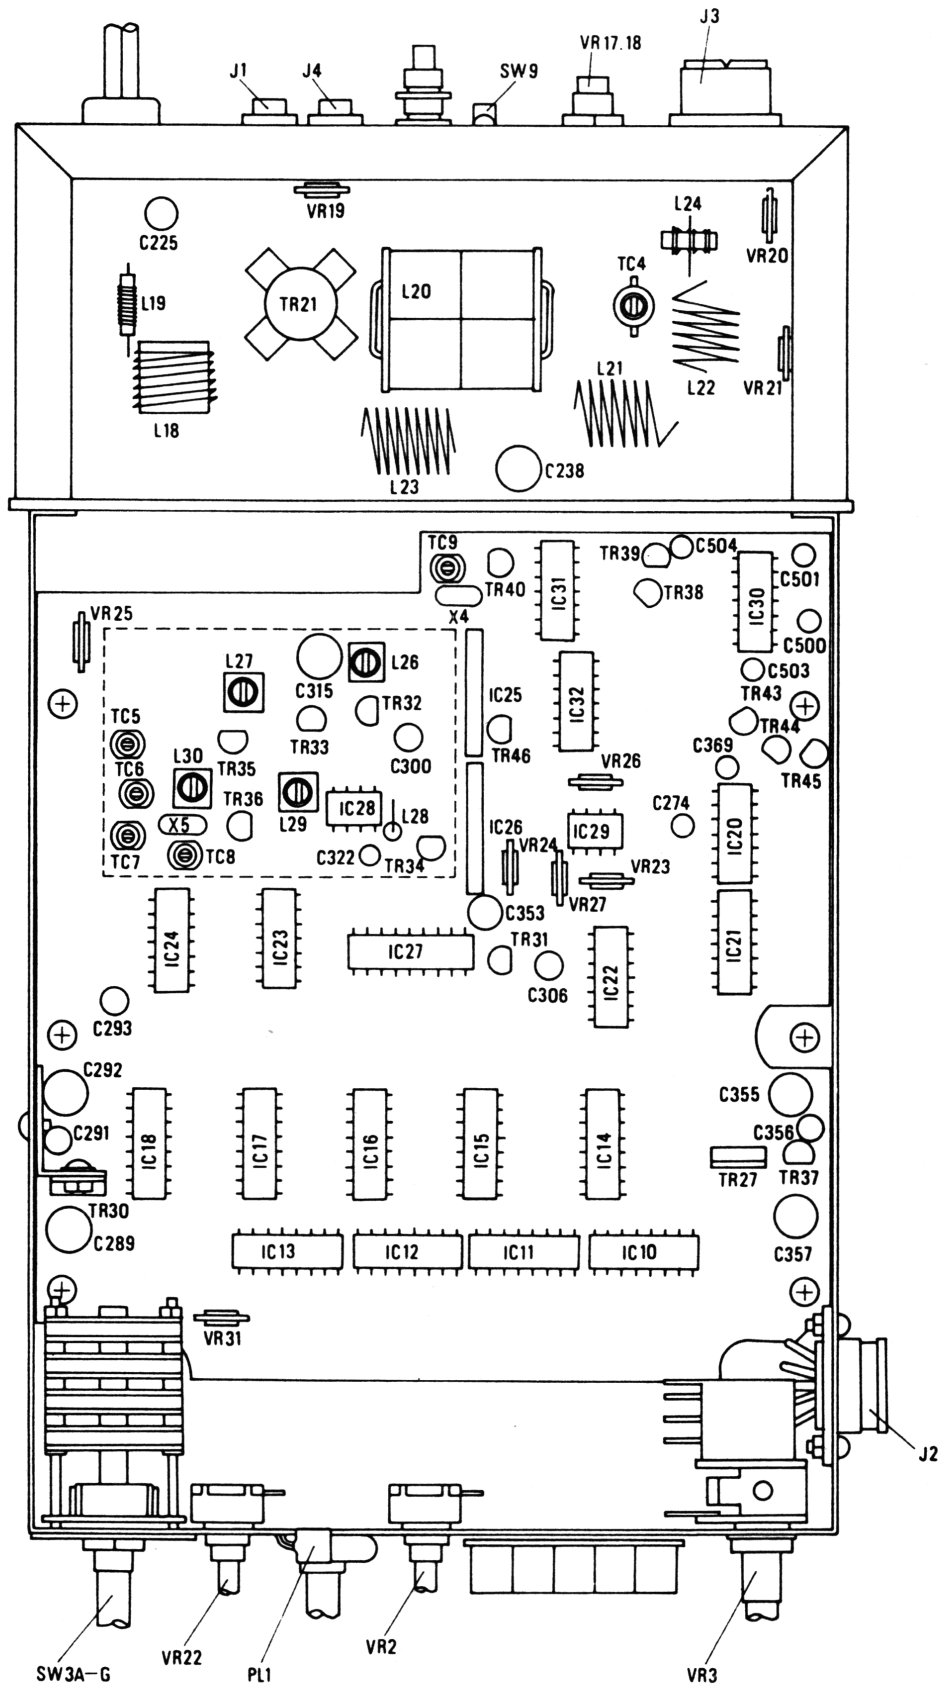 J3
VR17.18
J1
J4
SW9
VR19
L24
C225
VR20
TC4
L19
TR21
L20
L21
L22
VR21
L18
L23
C238
TC9
TR39
C504
TR40
IC31
TR38
IC30
C501
VR25
X4
C500
L27
L26
C315
IC25
IC32
C503
TR43
TC5
TR32
TR33
TR46
TR44
C300
C369
TR45
TC6
L30
TR35
VR26
TR36
L29
IC28
L28
C274
IC20
X5
IC26
VR24
IC29
TC7
TC8
C322
TR34
VR23
VR27
C353
IC24
IC23
IC27
TR31
IC22
IC21
C306
C293
C292
C355
C291
C356
IC18
IC17
IC16
IC15
IC14
TR27
TR37
TR30
C289
IC13
IC12
IC11
IC10
C357
VR31
J2
VR22
VR2
SW3A-G
PL1
VR3